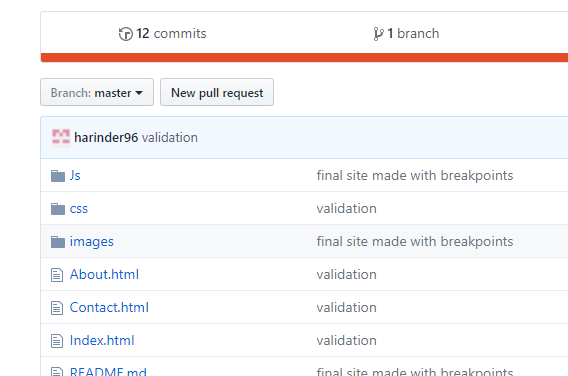 12 commits 1 branch
Branch: master New pull request
harinder96 validation
Js final site made with breakpoints
css validation
images final site made with breakpoints
About.html validation
Contact.html validation
Index.html validation
README.md final site made with breakpoints